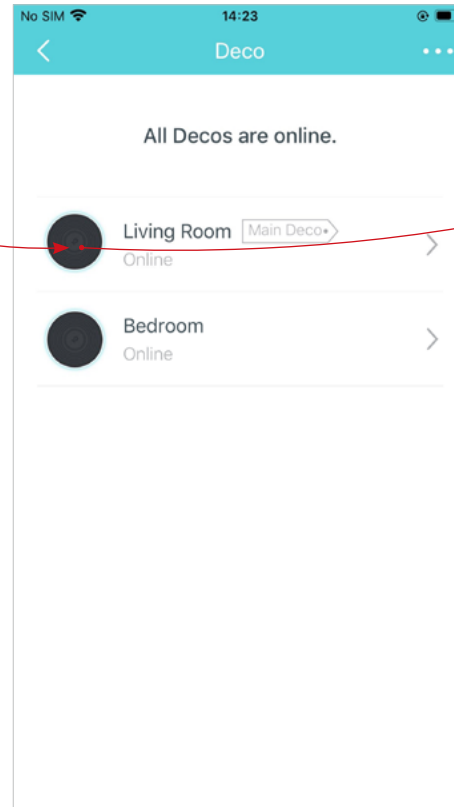 No SIM 14:23
Deco
All Decos are online.
Living Room Main Deco
Online
Bedroom
Online